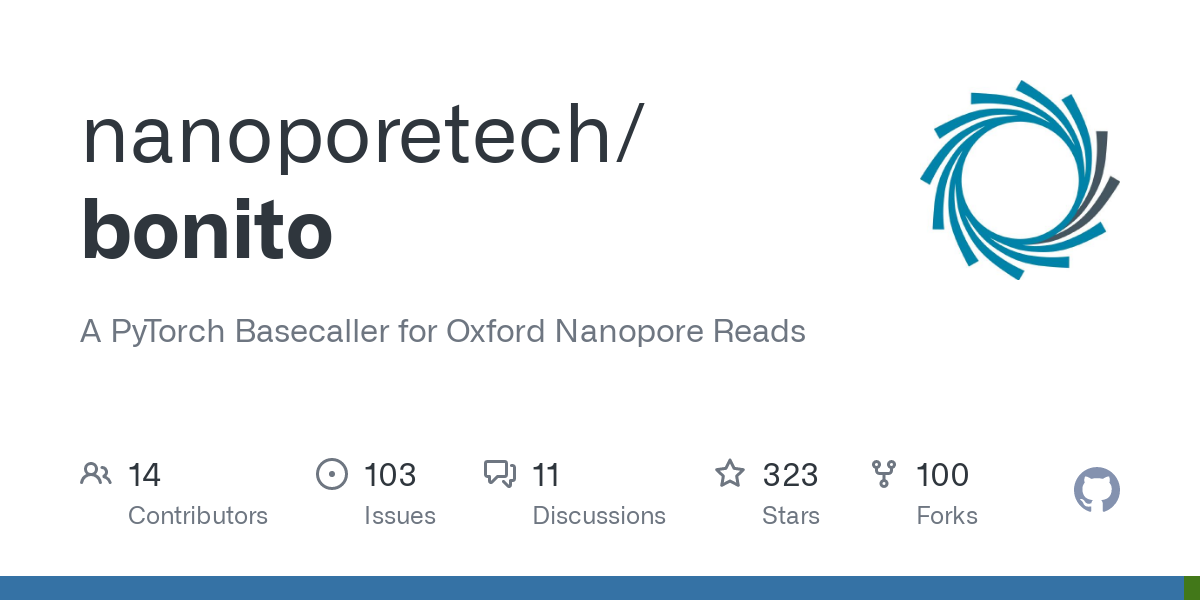 nanoporetech/
bonito
A PyTorch Basecaller for Oxford Nanopore Reads
14
Contributors
103
Issues
11
Discussions
323
Stars
100
Forks